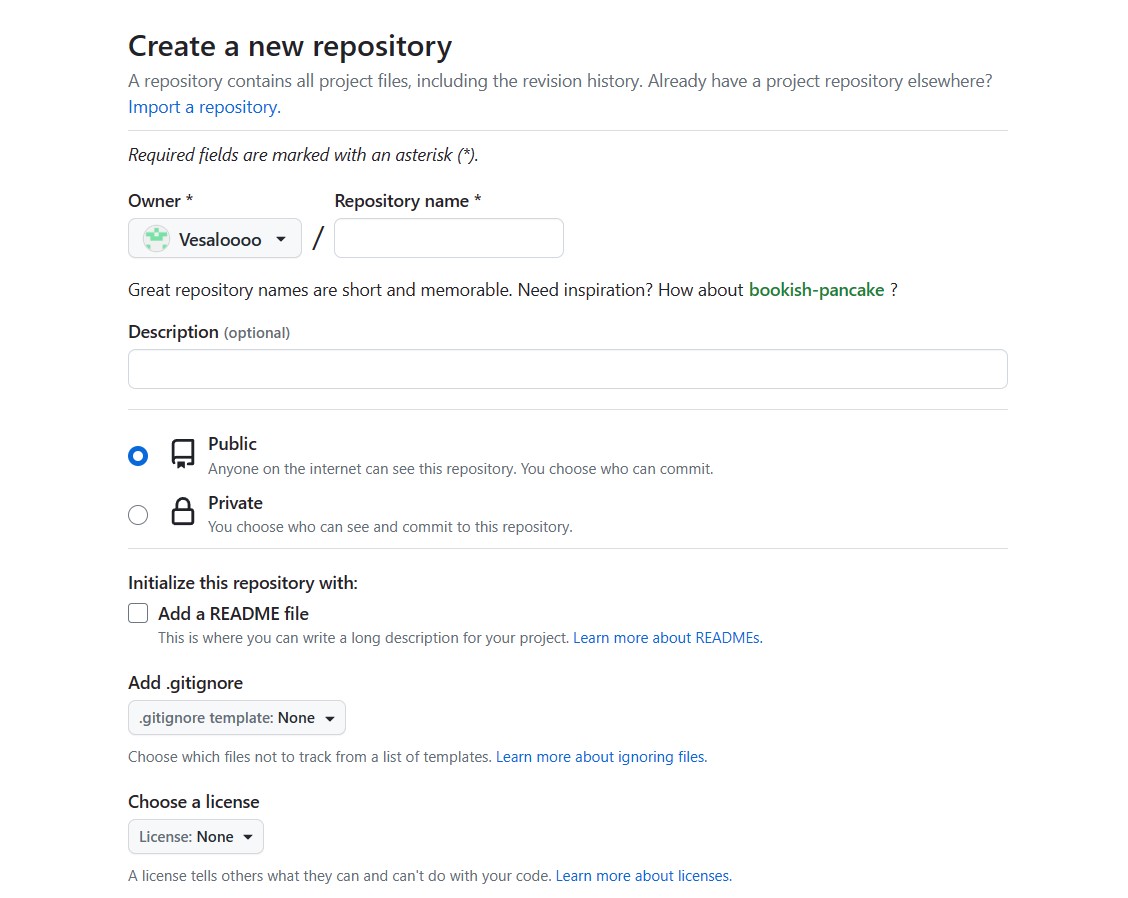 Create a new repository
A repository contains all project files, including the revision history. Already have a project repository elsewhere?
Import a repository.
Required fields are marked with an asterisk (*).
Owner * Repository name *
Vesaloooo /
Great repository names are short and memorable. Need inspiration? How about bookish-pancake ?
Description (optional)
Public
Anyone on the internet can see this repository. You choose who can commit.
Private
You choose who can see and commit to this repository.
Initialize this repository with:
Add a README file
This is where you can write a long description for your project. Learn more about READMEs.
Add .gitignore
.gitignore template: None
Choose which files not to track from a list of templates. Learn more about ignoring files.
Choose a license
License: None
A license tells others what they can and can't do with your code. Learn more about licenses.